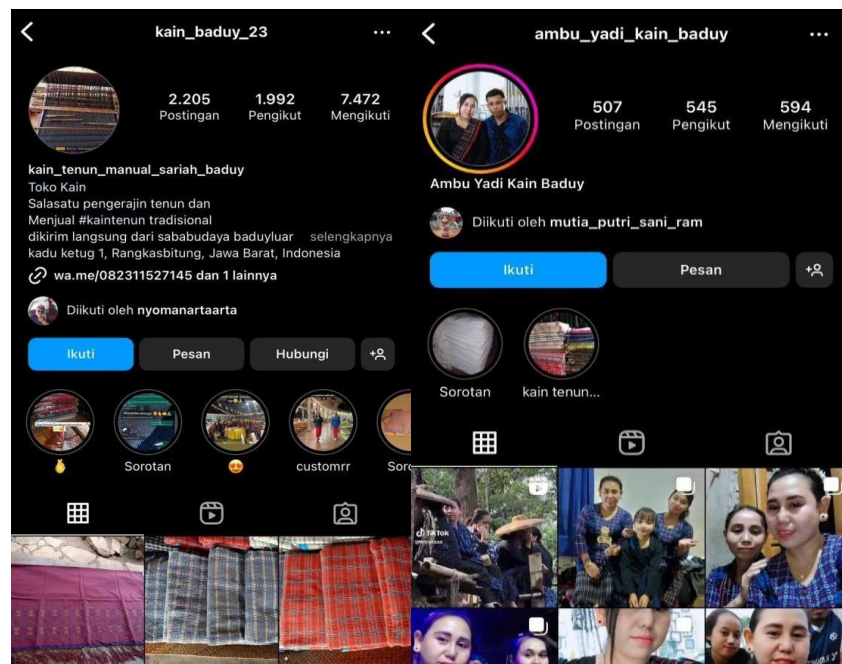 kain_baduy_23
2.205
1.992
7.472
Postingan
Pengikut
Mengikuti
kain_tenun_manual_sariah_baduy
Toko Kain
Salasatu pengerajin tenun dan
Menjual #kaintenun tradisional
dikirim langsung dari sababudaya baduyluar selengkapnya
kadu ketug 1, Rangkasbitung, Jawa Barat, Indonesia
wa.me/082311527145 dan 1 lainnya
Diikuti oleh nyomanartaarta
Ikuti
Pesan
Hubungi
Sorotan
customrr
Soro
ambu_yadi_kain_baduy
507
545
594
Postingan
Pengikut
Mengikuti
Ambu Yadi Kain Baduy
Diikuti oleh mutia_putri_sani_ram
Ikuti
Pesan
Sorotan
kain tenun...
TikTok